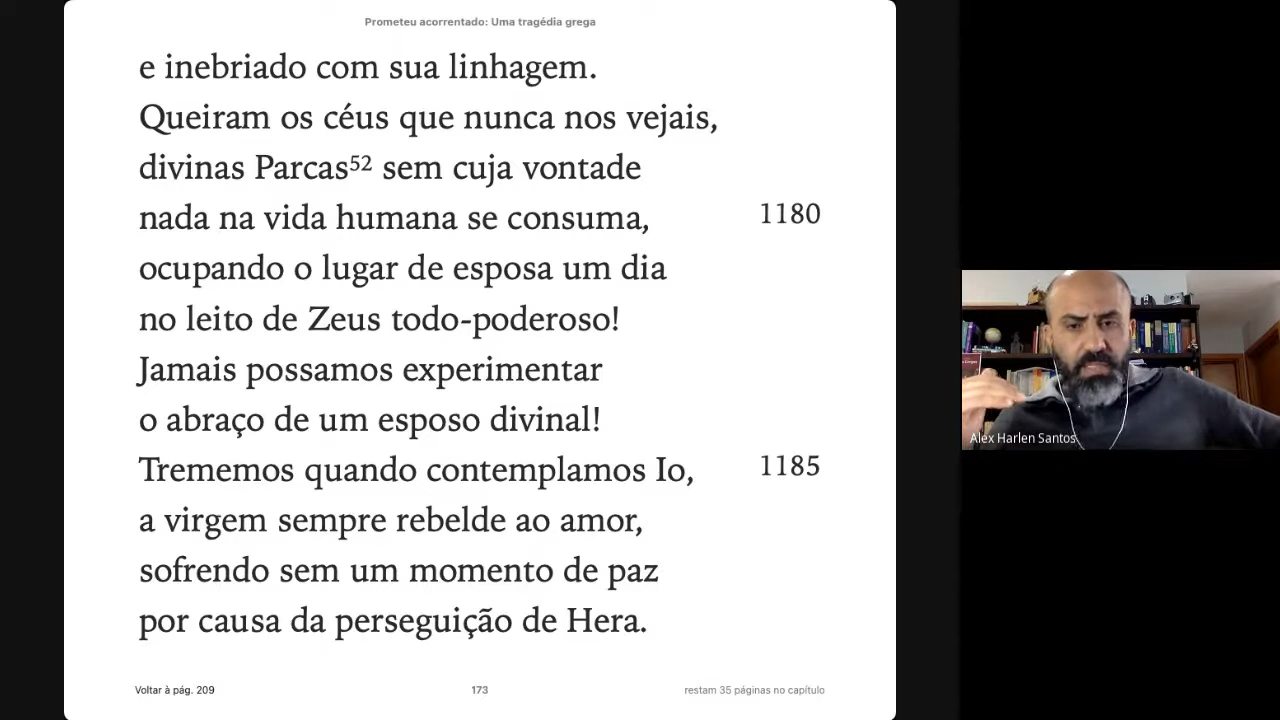 Prometeu acorrentado: Uma tragédia grega
e inebriado com sua linhagem.
Queiram os céus que nunca nos vejais,
divinas Parcas⁵² sem cuja vontade
nada na vida humana se consuma, 1180
ocupando o lugar de esposa um dia
no leito de Zeus todo-poderoso!
Jamais possamos experimentar
o abraço de um esposo divinal!
Trememos quando contemplamos Io, 1185
a virgem sempre rebelde ao amor,
sofrendo sem um momento de paz
por causa da perseguição de Hera.
Voltar à pág. 209 173 restam 35 páginas no capítulo
Alex Harlen Santos